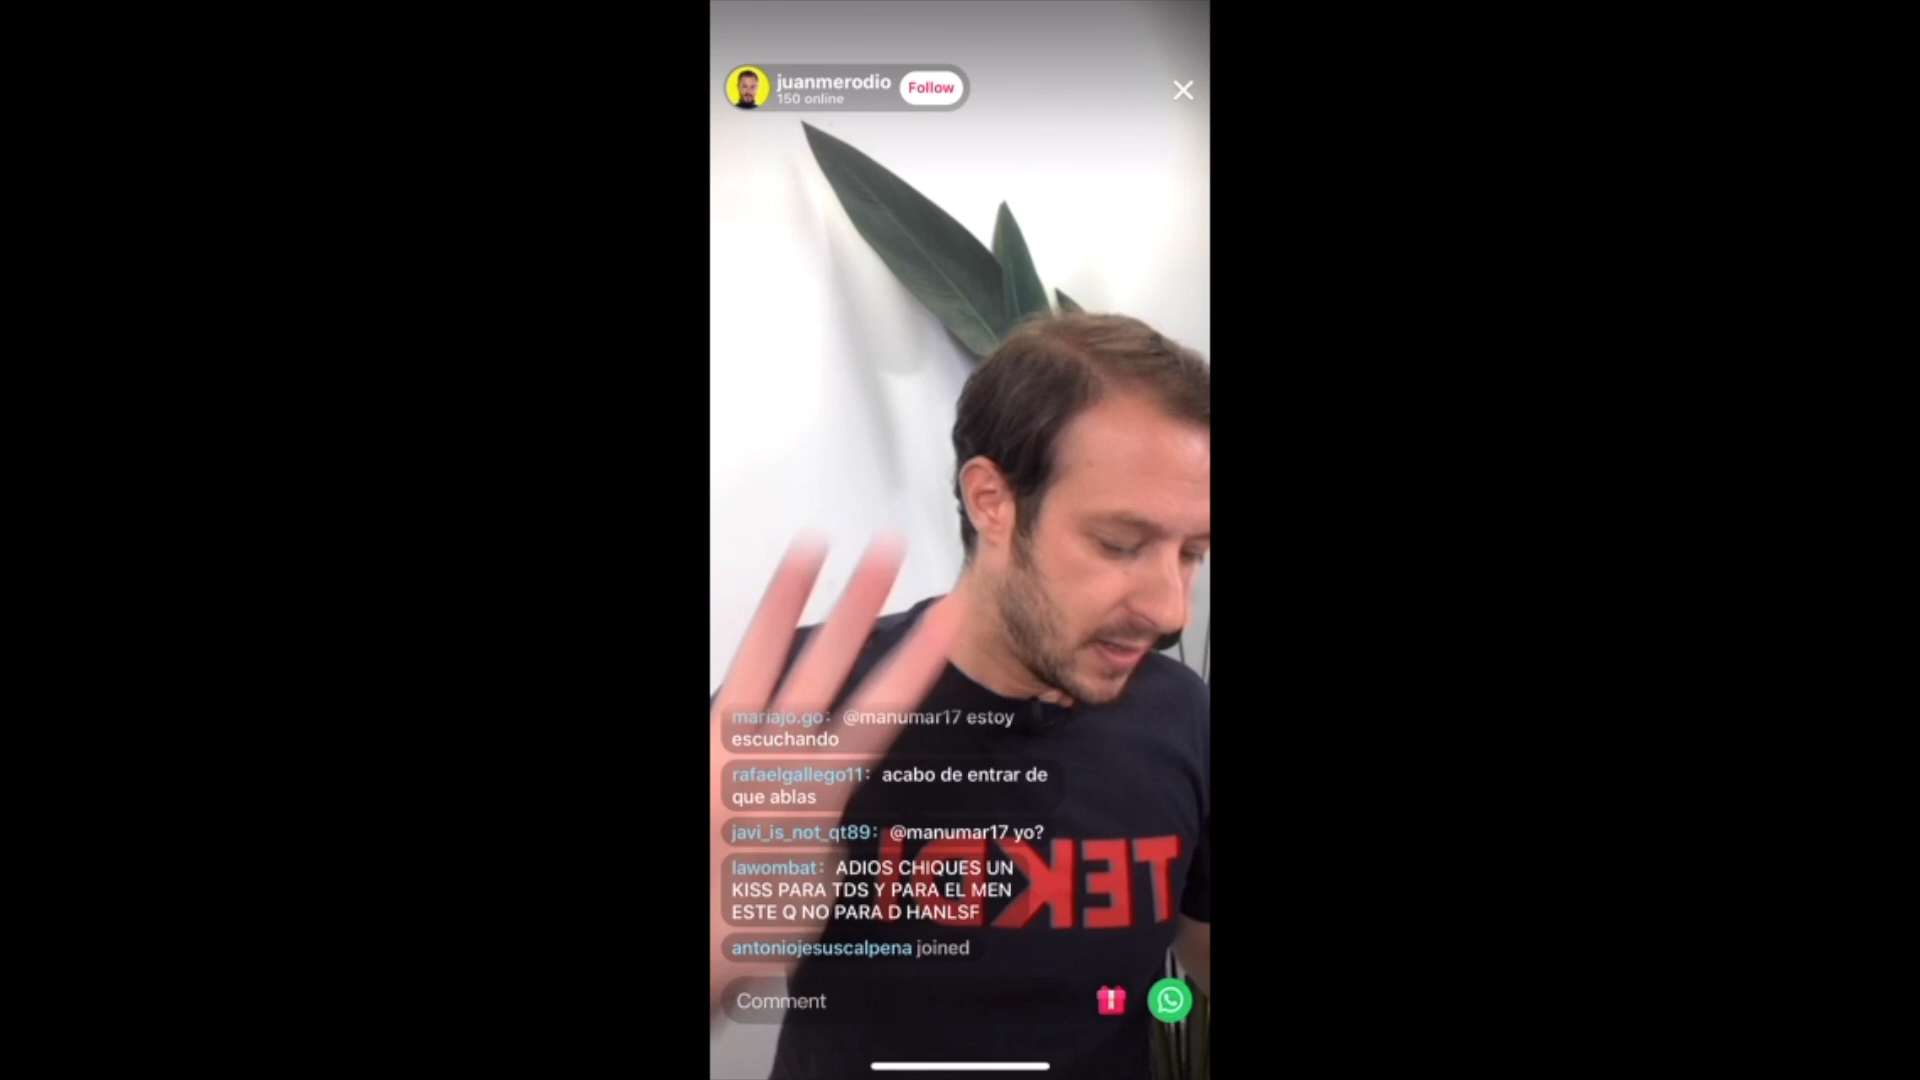 juanmerodio
150 online
Follow
mariajo.go: @manumar17 estoy
escuchando
rafaelgallego11: acabo de entrar de
que ablas
javi_is_not_qt89: @manumar17 yo?
lawombat: ADIOS CHIQUES UN
KISS PARA TDS Y PARA EL MEN
ESTE Q NO PARA D HANLSF
TEKDI
antoniojesuscalpena joined
Comment